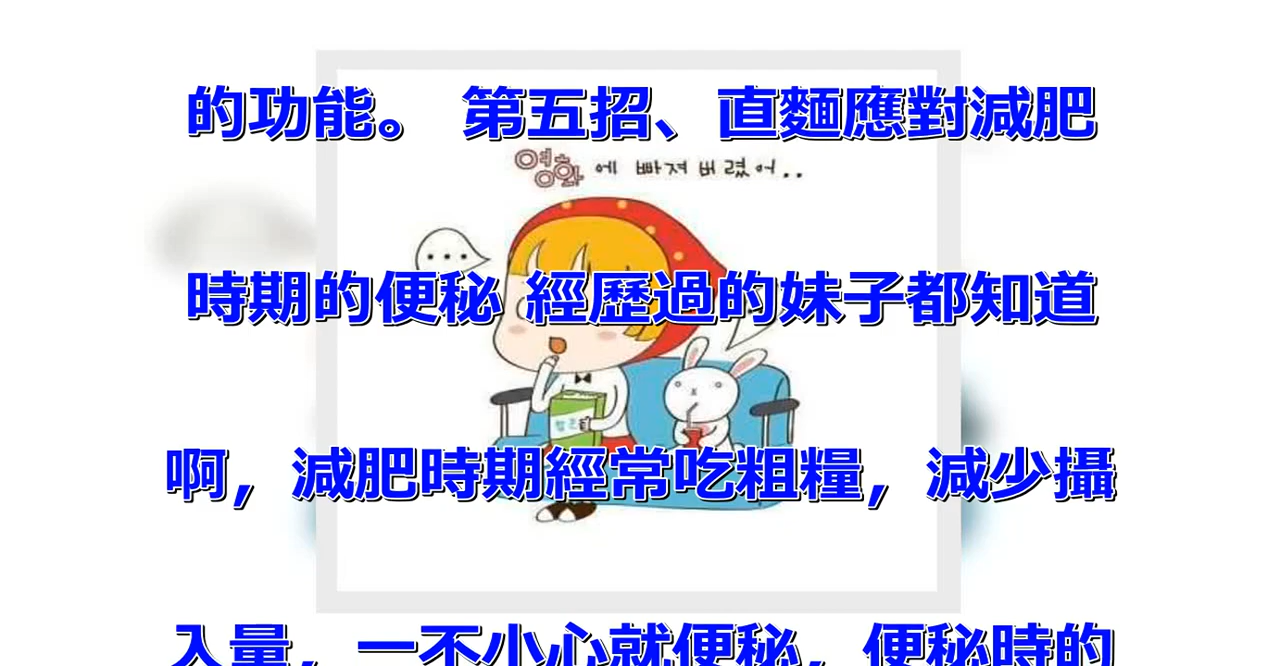 的功能。 第五招、直麵應對減肥
영화에 빠져버렸어..
...
時期的便秘 經歷過的妹子都知道
啊，減肥時期經常吃粗糧，減少攝
入量，一不小心就便秘，便秘時的